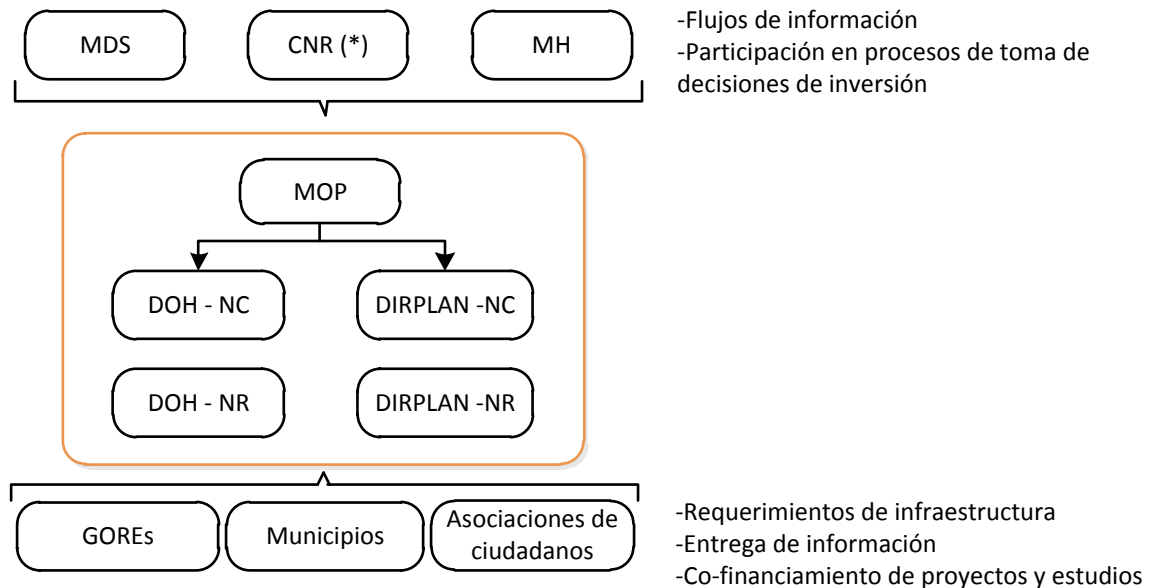 MDS
CNR (*)
MH
-Flujos de información
-Participación en procesos de toma de
decisiones de inversión
MOP
DOH - NC
DIRPLAN -NC
DOH - NR
DIRPLAN -NR
GOREs
Municipios
Asociaciones de
ciudadanos
-Requerimientos de infraestructura
-Entrega de información
-Co-financiamiento de proyectos y estudios